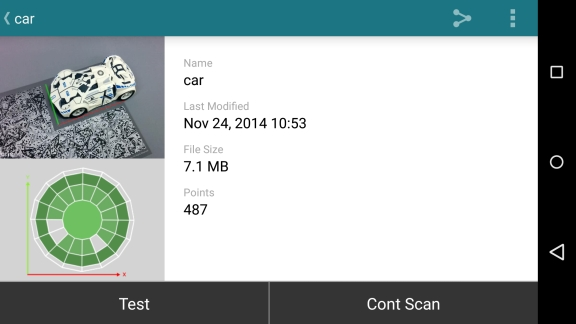 car
Name
car
Last Modified
Nov 24, 2014 10:53
File Size
7.1 MB
Points
487
x
Test
Cont Scan